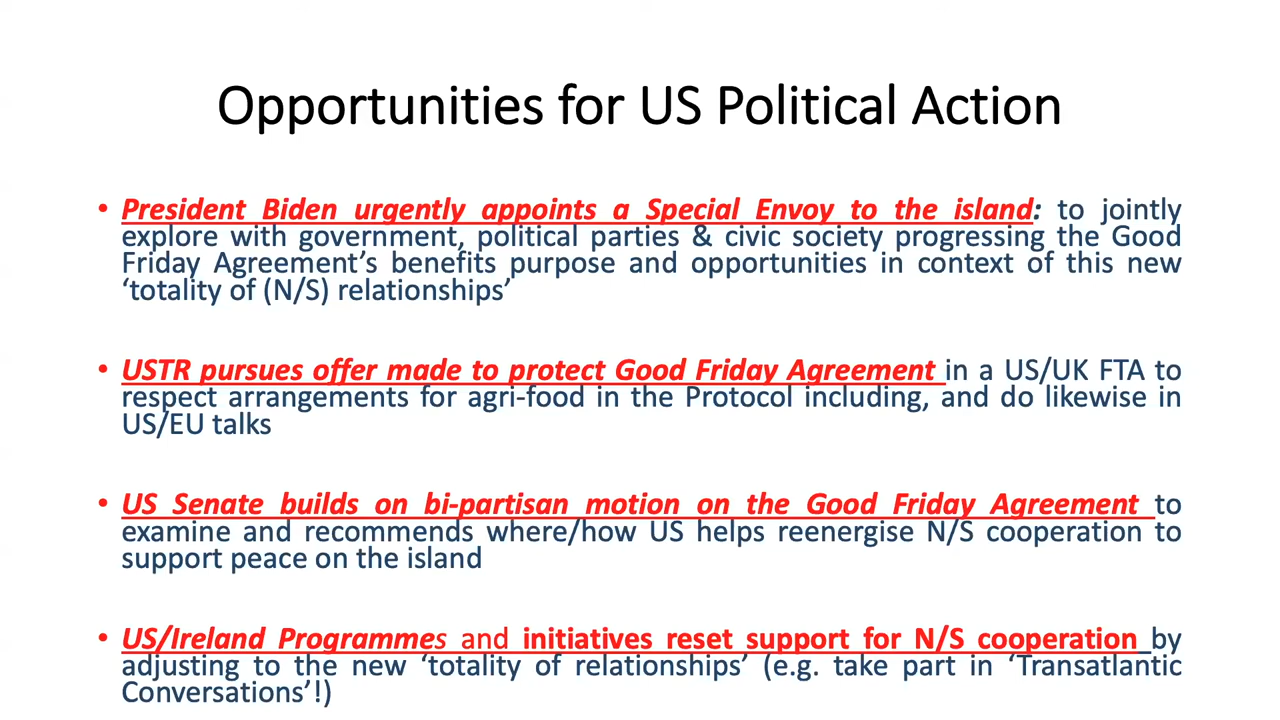 Opportunities for US Political Action
• President Biden urgently appoints a Special Envoy to the island: to jointly
explore with government, political parties & civic society progressing the Good
Friday Agreement’s benefits purpose and opportunities in context of this new
‘totality of (N/S) relationships’
• USTR pursues offer made to protect Good Friday Agreement in a US/UK FTA to
respect arrangements for agri-food in the Protocol including, and do likewise in
US/EU talks
• US Senate builds on bi-partisan motion on the Good Friday Agreement to
examine and recommends where/how US helps reenergise N/S cooperation to
support peace on the island
• US/Ireland Programmes and initiatives reset support for N/S cooperation by
adjusting to the new ‘totality of relationships’ (e.g. take part in ‘Transatlantic
Conversations’!)